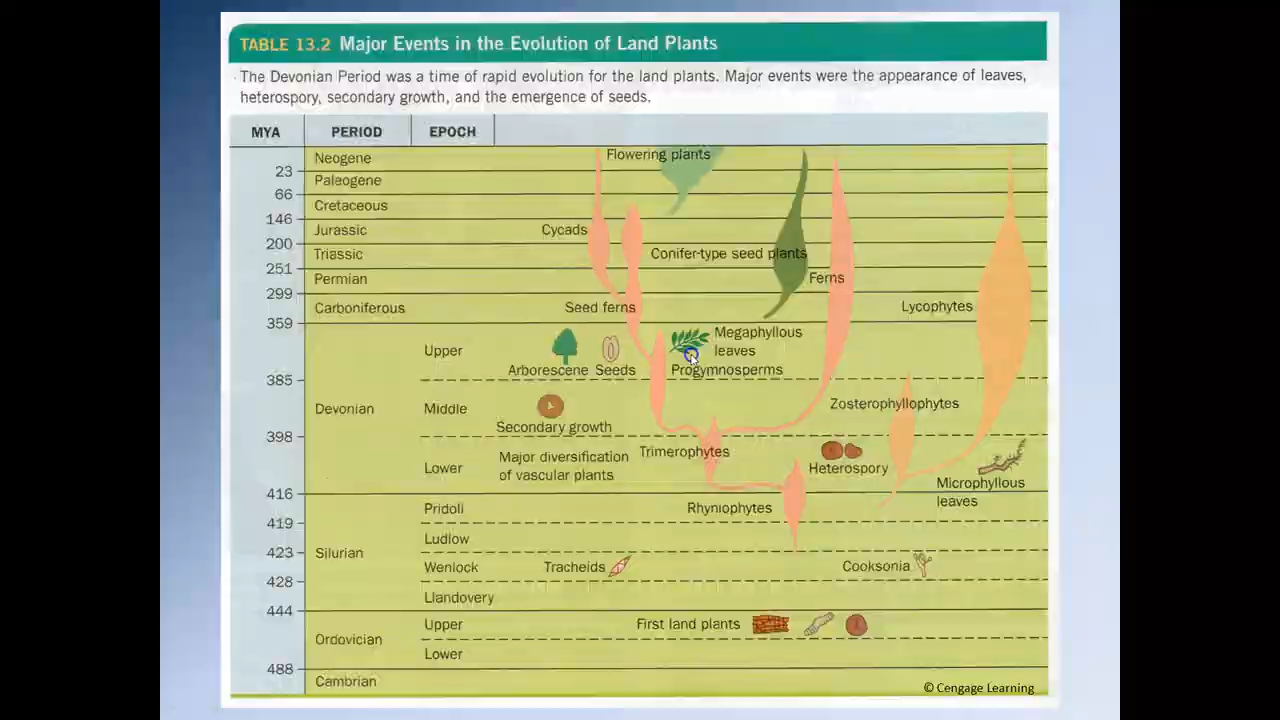 TABLE 13.2 Major Events in the Evolution of Land Plants
The Devonian Period was a time of rapid evolution for the land plants. Major events were the appearance of leaves,
heterospory, secondary growth, and the emergence of seeds.
MYA PERIOD EPOCH
Neogene Flowering plants
23
Paleogene
66
Cretaceous
146
Jurassic Cycads
200
Triassic Conifer-type seed plants
251
Permian Ferns
299
Carboniferous Seed ferns Lycophytes
359
Megaphyllous
Upper leaves
Arborescene Seeds Progymnosperms
385
Devonian Middle Zosterophyllophytes
Secondary growth
398
Major diversification Trimerophytes
Lower Heterospory
of vascular plants
Microphyllous
416
leaves
Pridoli Rhyniophytes
419
Ludlow
423
Silurian
Wenlock Tracheids Cooksonia
428
Llandovery
444
Upper First land plants
Ordovician
Lower
488
Cambrian
© Cengage Learning